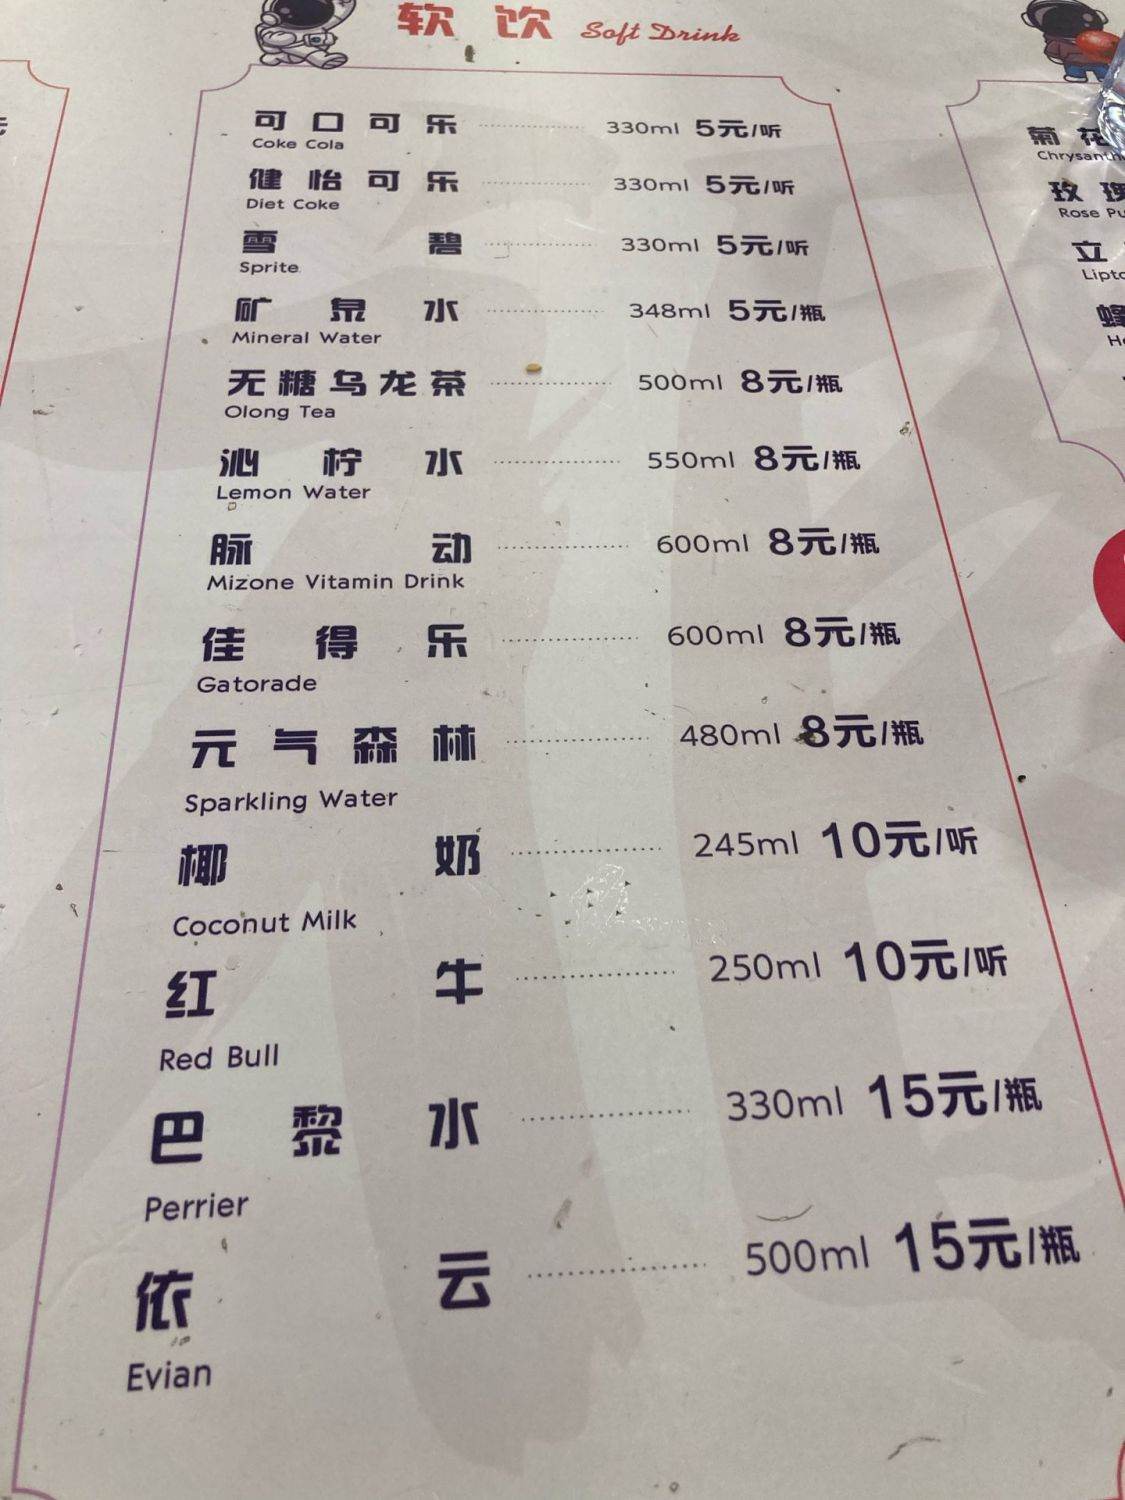 软饮 Soft Drink
可口可乐 330ml 5元/听
Coke Cola
健怡可乐 330ml 5元/听
Diet Coke
雪碧 330ml 5元/听
Sprite
矿泉水 348ml 5元/瓶
Mineral Water
无糖乌龙茶 500ml 8元/瓶
Olong Tea
沁柠水 550ml 8元/瓶
Lemon Water
脉动 600ml 8元/瓶
Mizone Vitamin Drink
佳得乐 600ml 8元/瓶
Gatorade
元气森林 480ml 8元/瓶
Sparkling Water
椰奶 245ml 10元/听
Coconut Milk
红牛 250ml 10元/听
Red Bull
巴黎水 330ml 15元/瓶
Perrier
依云 500ml 15元/瓶
Evian
菊花
玫
Rose
立